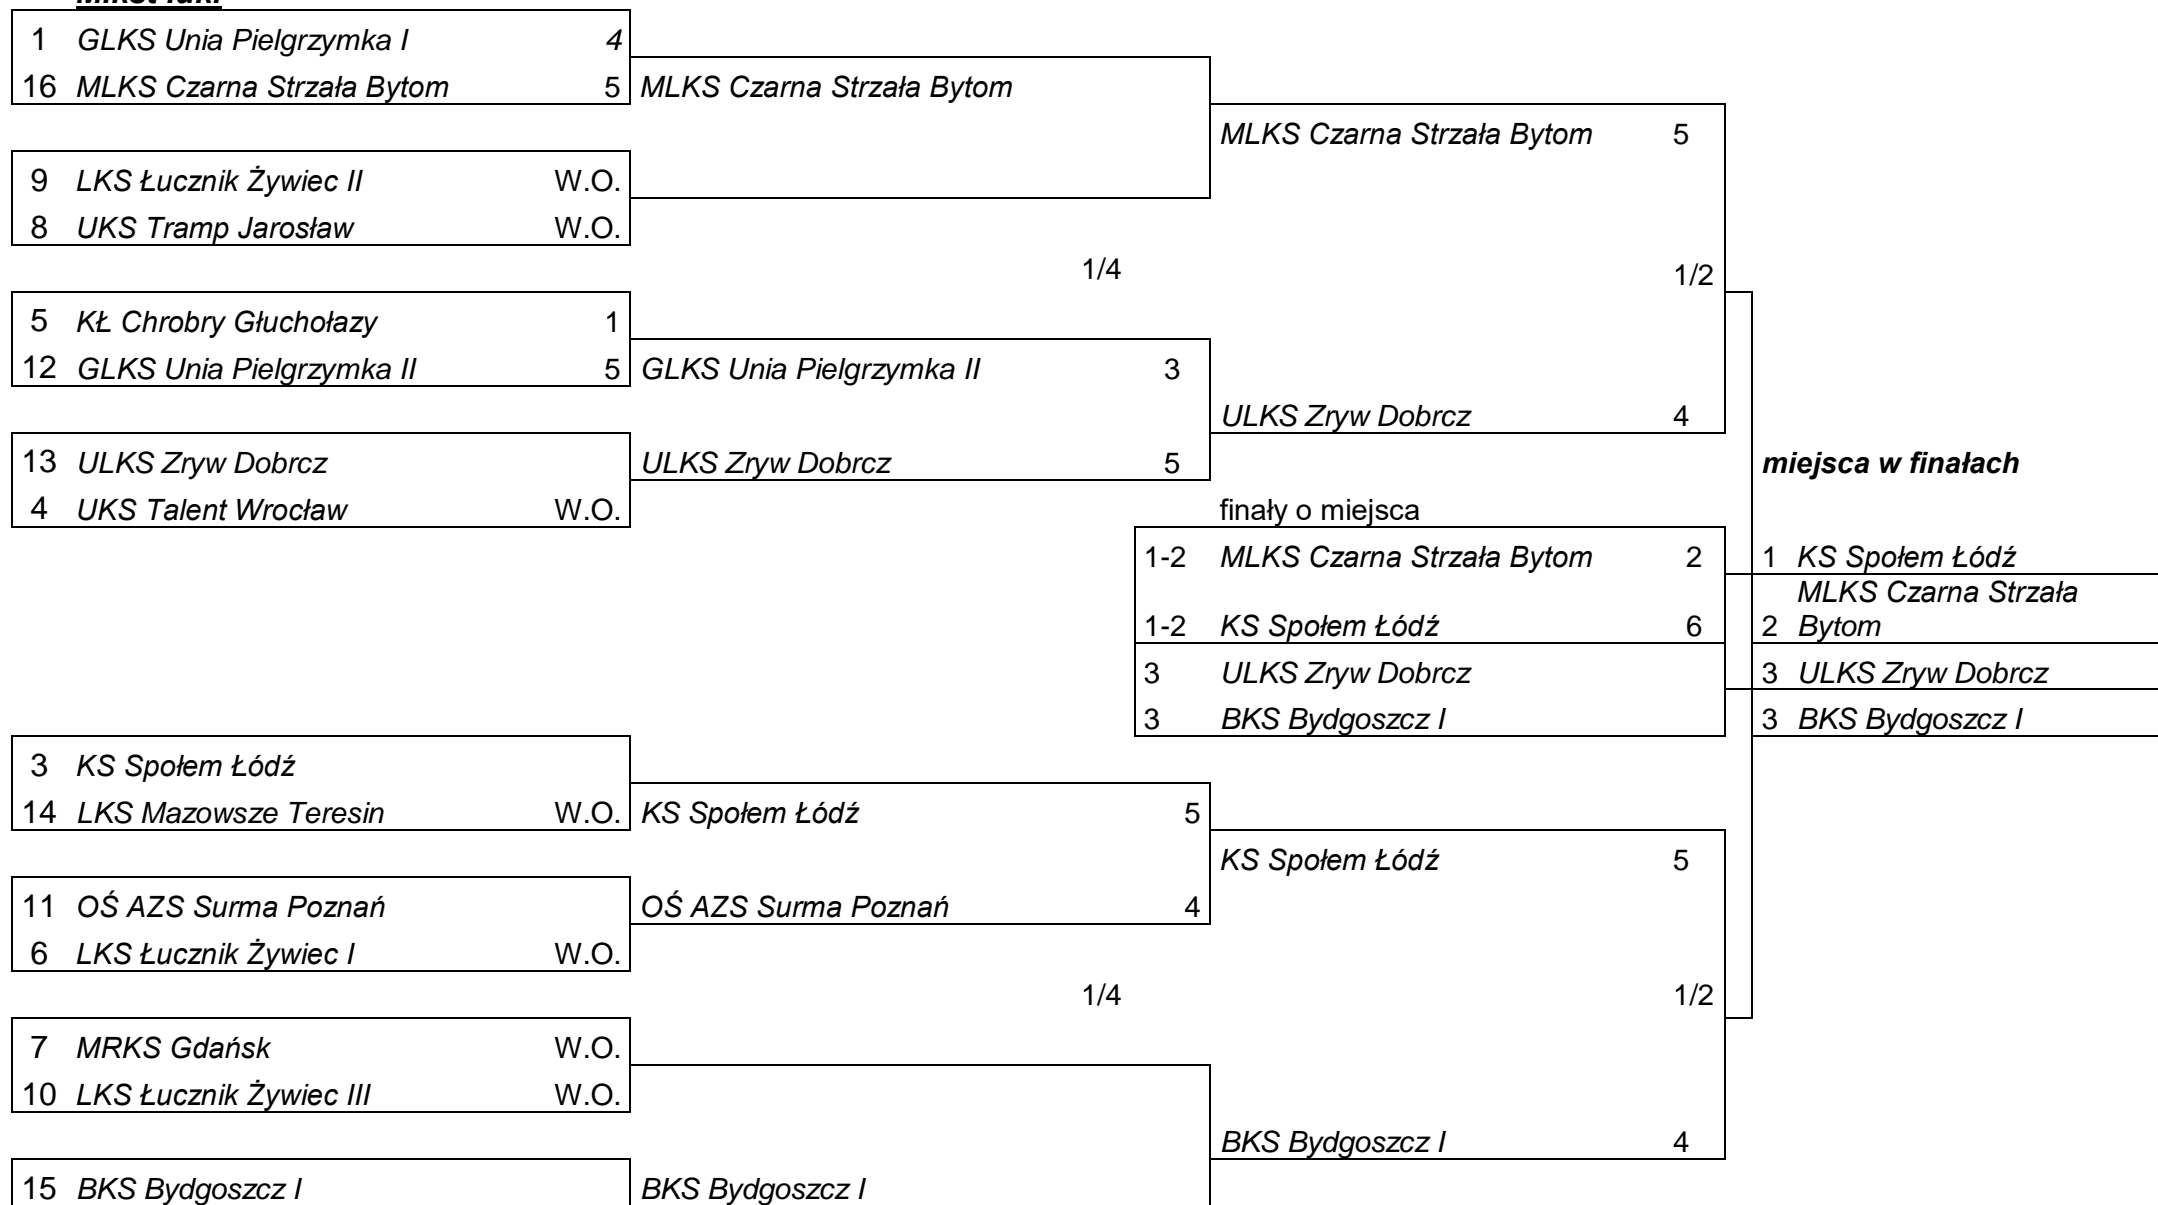 1 GLKS Unia Pielgrzymka I 4
16 MLKS Czarna Strzała Bytom 5 MLKS Czarna Strzała Bytom
MLKS Czarna Strzała Bytom 5
9 LKS Łucznik Żywiec II W.O.
8 UKS Tramp Jarosław W.O.
1/4 1/2
5 KŁ Chrobry Głuchołazy 1
12 GLKS Unia Pielgrzymka II 5 GLKS Unia Pielgrzymka II 3
ULKS Zryw Dobrcz 4
13 ULKS Zryw Dobrcz ULKS Zryw Dobrcz 5 miejsca w finałach
4 UKS Talent Wrocław W.O. finały o miejsca
1-2 MLKS Czarna Strzała Bytom 2 1 KS Społem Łódź
MLKS Czarna Strzała
1-2 KS Społem Łódź 6 2 Bytom
3 ULKS Zryw Dobrcz 3 ULKS Zryw Dobrcz
3 BKS Bydgoszcz I 3 BKS Bydgoszcz I
3 KS Społem Łódź
14 LKS Mazowsze Teresin W.O. KS Społem Łódź 5
KS Społem Łódź 5
11 OŚ AZS Surma Poznań OŚ AZS Surma Poznań 4
6 LKS Łucznik Żywiec I W.O.
1/4 1/2
7 MRKS Gdańsk W.O.
10 LKS Łucznik Żywiec III W.O.
BKS Bydgoszcz I 4
15 BKS Bydgoszcz I BKS Bydgoszcz I